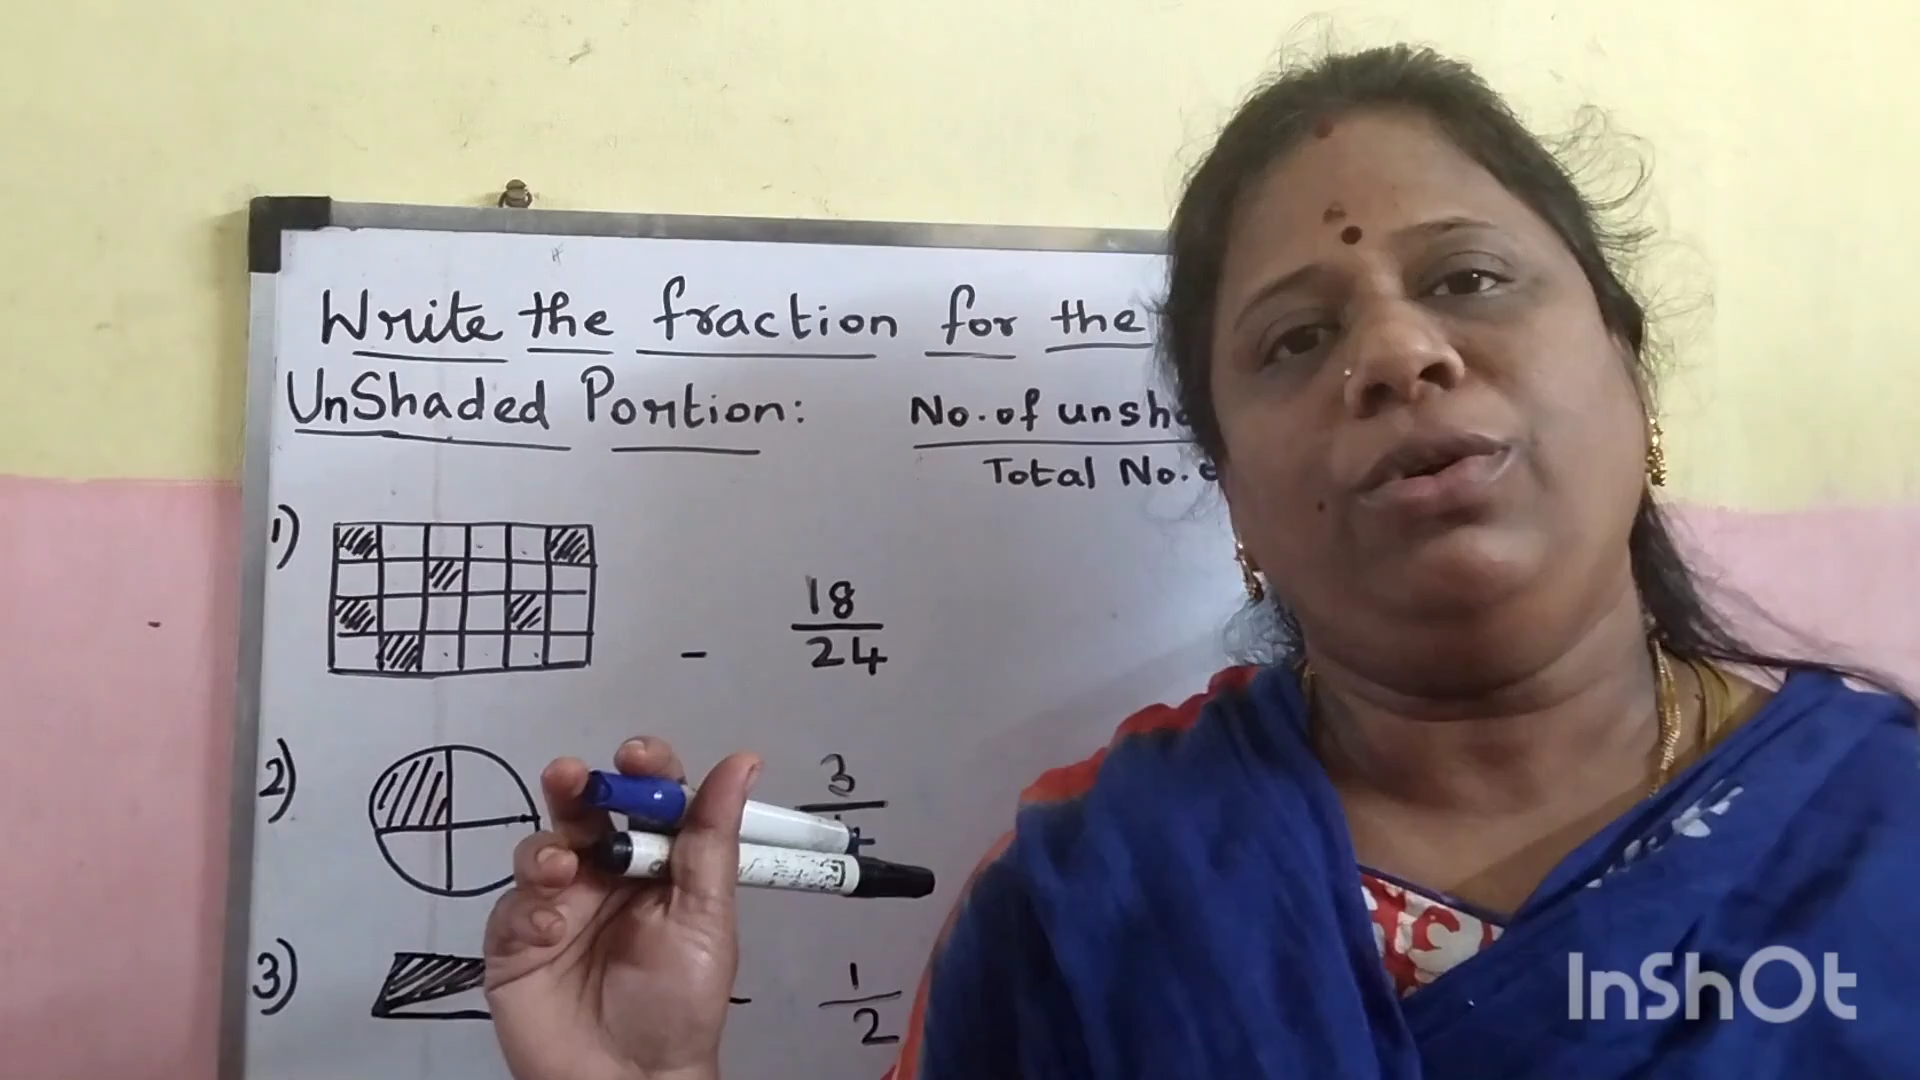 Write the fraction for the
UnShaded Portion:
No. of unsh
Total No.
1)
18
24
-
2)
3
3)
-
1
2
InShOt